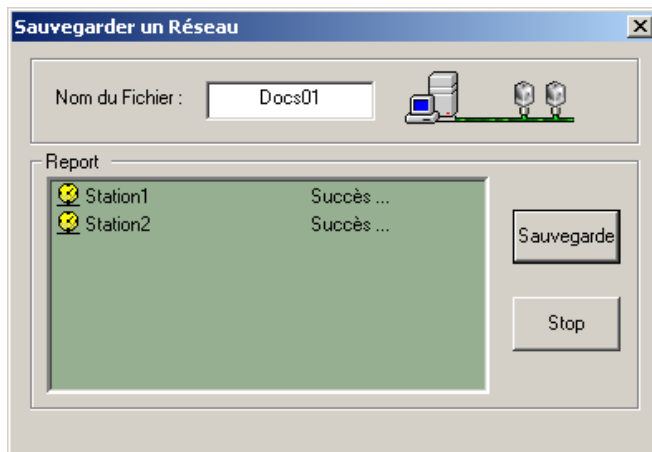 Sauvegarder un Réseau
Nom du Fichier : Docs01
Report
Station1 Succès ...
Station2 Succès ...
Sauvegarde
Stop